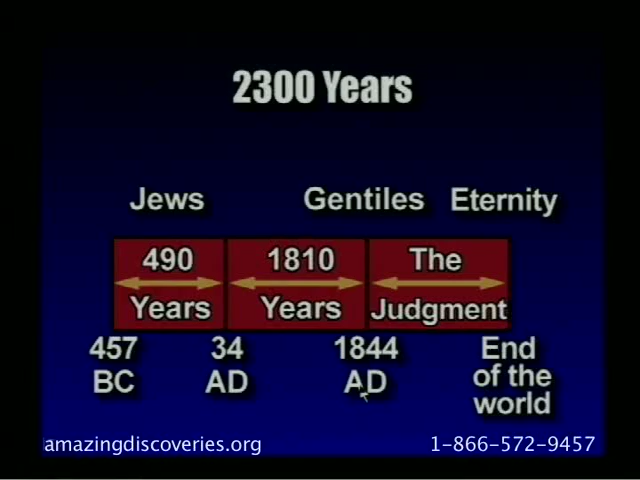 2300 Years
Jews Gentiles Eternity
490 1810 The
Years Years Judgment
457 34 1844 End
BC AD AD of the
world
amazingdiscoveries.org 1-866-572-9457